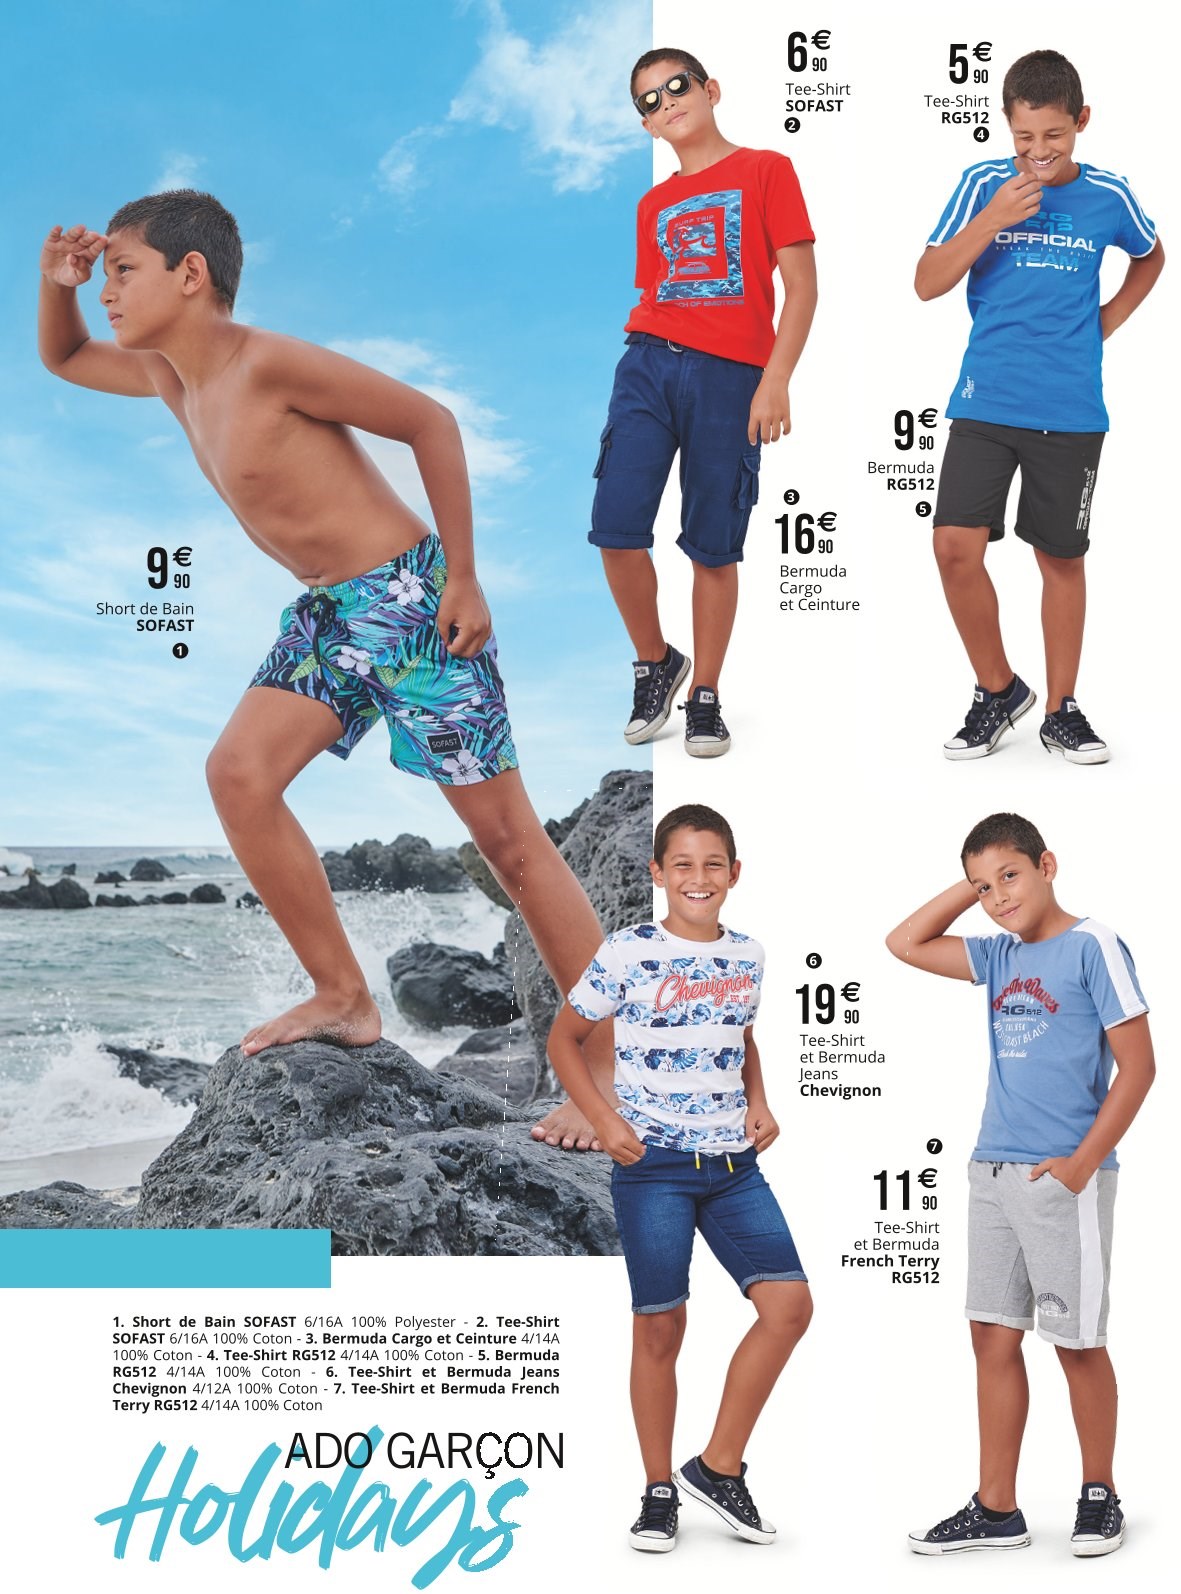 6€90
Tee-Shirt
SOFAST
2
5€90
Tee-Shirt
RG512
4
SURF TRIP
OFFICIAL
TEAM
9€90
Bermuda
RG512
5
3
16€90
Bermuda
Cargo
et Ceinture
9€90
Short de Bain
SOFAST
1
SOFAST
6
19€90
Tee-Shirt
et Bermuda
Jeans
Chevignon
Chevignon
RG512
7
11€90
Tee-Shirt
et Bermuda
French Terry
RG512
1. Short de Bain SOFAST 6/16A 100% Polyester - 2. Tee-Shirt
SOFAST 6/16A 100% Coton - 3. Bermuda Cargo et Ceinture 4/14A
100% Coton - 4. Tee-Shirt RG512 4/14A 100% Coton - 5. Bermuda
RG512 4/14A 100% Coton - 6. Tee-Shirt et Bermuda Jeans
Chevignon 4/12A 100% Coton - 7. Tee-Shirt et Bermuda French
Terry RG512 4/14A 100% Coton
ADO GARÇON
Holidays